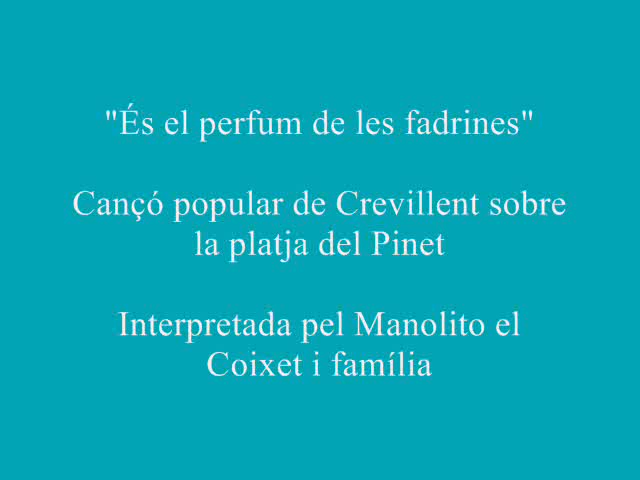 "És el perfum de les fadrines"
Cançó popular de Crevillent sobre
la platja del Pinet
Interpretada pel Manolito el
Coixet i família